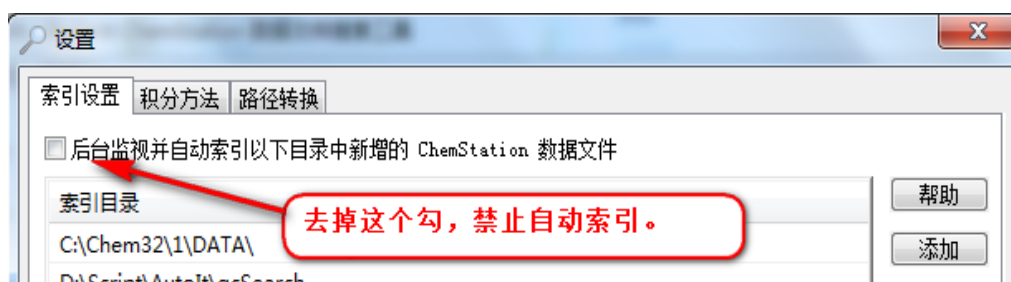 设置
索引设置 积分方法 路径转换
后台监视并自动索引以下目录中新增的 ChemStation 数据文件
索引目录
帮助
去掉这个勾，禁止自动索引。
C:\Chem32\1\DATA\
添加
D:\Script\AutoIt\gcSearch